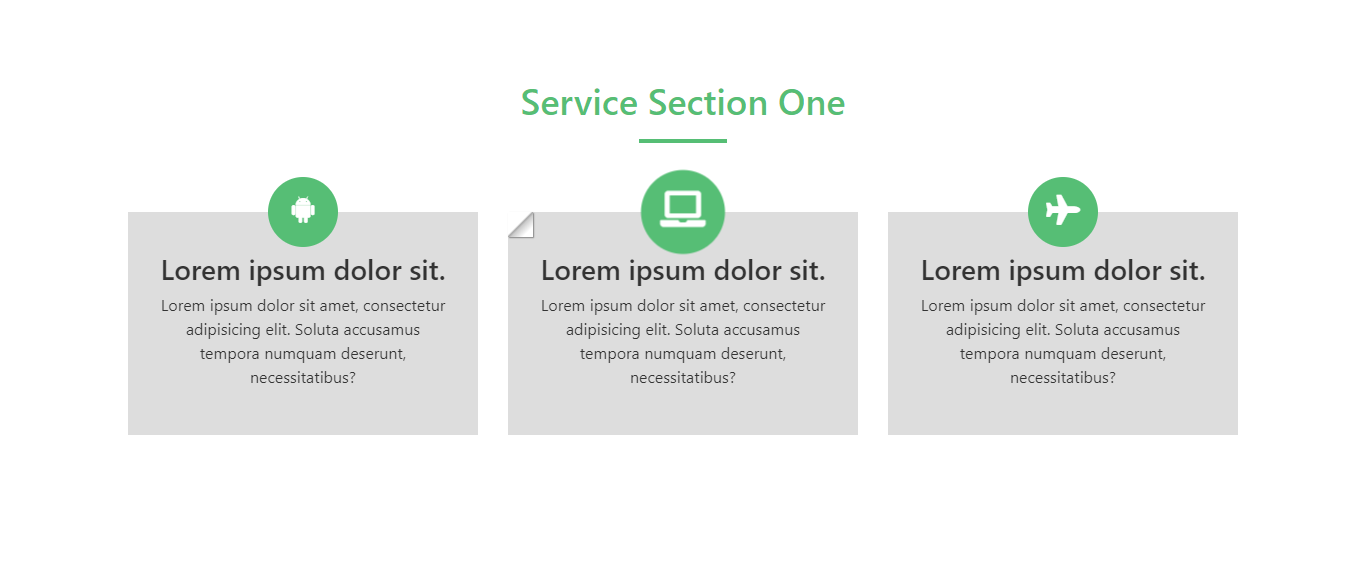 Service Section One
Lorem ipsum dolor sit.
Lorem ipsum dolor sit amet, consectetur
adipisicing elit. Soluta accusamus
tempora numquam deserunt,
necessitatibus?
Lorem ipsum dolor sit.
Lorem ipsum dolor sit amet, consectetur
adipisicing elit. Soluta accusamus
tempora numquam deserunt,
necessitatibus?
Lorem ipsum dolor sit.
Lorem ipsum dolor sit amet, consectetur
adipisicing elit. Soluta accusamus
tempora numquam deserunt,
necessitatibus?